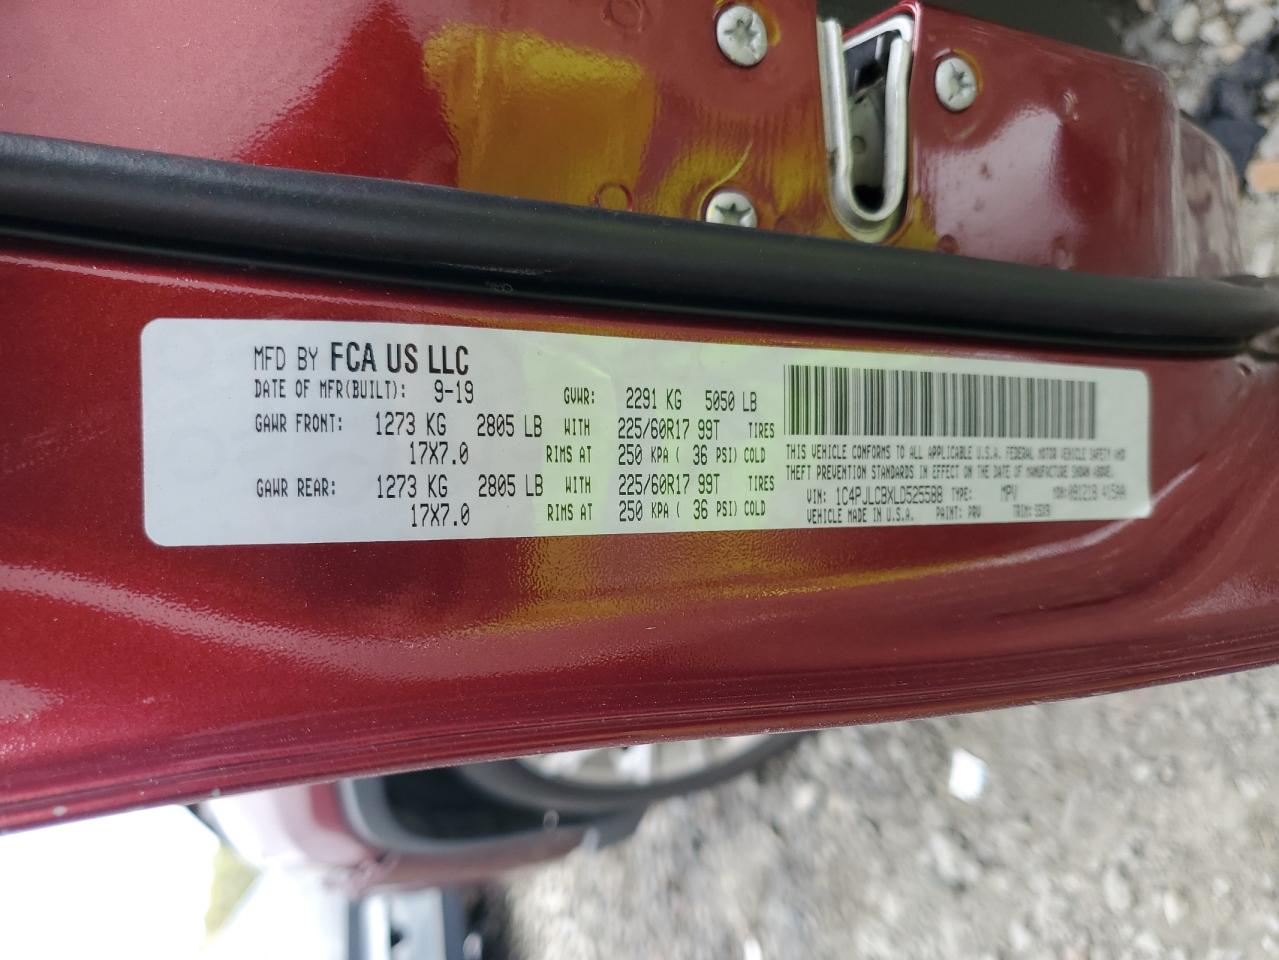 MFD BY FCA US LLC
DATE OF MFR(BUILT): 9-19 GVWR: 2291 KG 5050 LB
GAWR FRONT: 1273 KG 2805 LB WITH 225/60R17 99T TIRES
17X7.0 RIMS AT 250 KPA ( 36 PSI) COLD
GAWR REAR: 1273 KG 2805 LB WITH 225/60R17 99T TIRES
17X7.0 RIMS AT 250 KPA ( 36 PSI) COLD
THIS VEHICLE CONFORMS TO ALL APPLICABLE U.S.A. FEDERAL MOTOR VEHICLE SAFETY AND
THEFT PREVENTION STANDARDS IN EFFECT ON THE DATE OF MANUFACTURE SHOWN ABOVE.
VIN: 1C4PJLCBXLD525588 TYPE: MPV MDH: 091219
VEHICLE MADE IN U.S.A. PAINT: PRV TRIM: